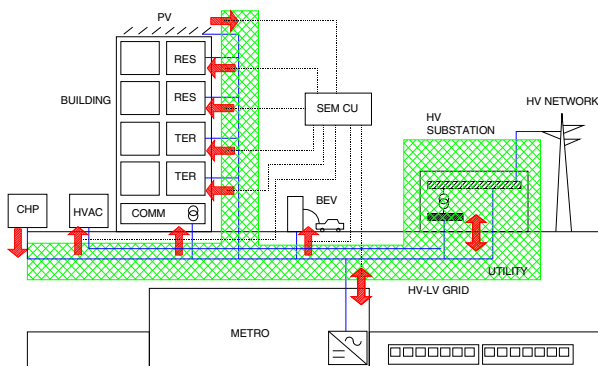 PV
RES
BUILDING
RES
SEM CU
TER
TER
HV
SUBSTATION
HV NETWORK
CHP
HVAC
COMM
BEV
UTILITY
HV-LV GRID
METRO